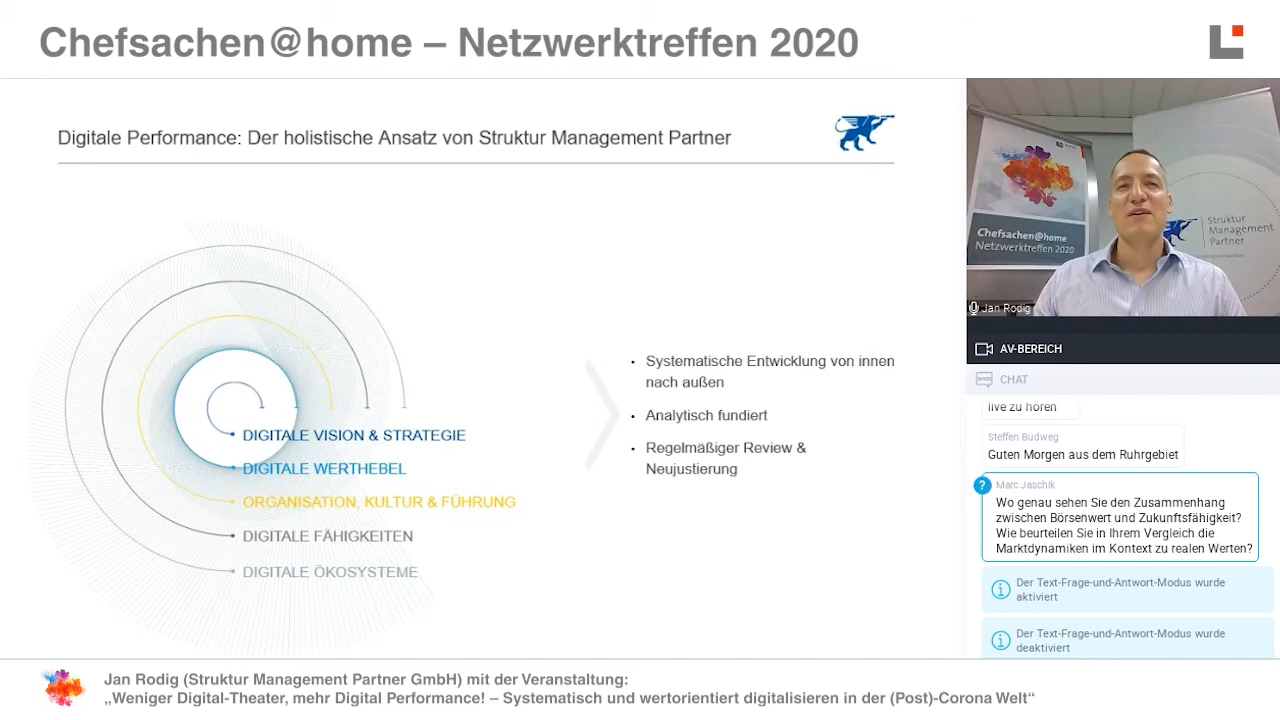 Chefsachen@home – Netzwerktreffen 2020
Digitale Performance: Der holistische Ansatz von Struktur Management Partner
DIGITALE VISION & STRATEGIE
DIGITALE WERTHEBEL
ORGANISATION, KULTUR & FÜHRUNG
DIGITALE FÄHIGKEITEN
DIGITALE ÖKOSYSTEME
• Systematische Entwicklung von innen
nach außen
• Analytisch fundiert
• Regelmäßiger Review &
Neujustierung
Chefsachen@home
Netzwerktreffen 2020
Struktur
Management
Partner
Jan Rodig
AV-BEREICH
CHAT
live zu hören
Steffen Budweg
Guten Morgen aus dem Ruhrgebiet
? Marc Jaschik
Wo genau sehen Sie den Zusammenhang
zwischen Börsenwert und Zukunftsfähigkeit?
Wie beurteilen Sie in Ihrem Vergleich die
Marktdynamiken im Kontext zu realen Werten?
Der Text-Frage-und-Antwort-Modus wurde
aktiviert
Der Text-Frage-und-Antwort-Modus wurde
deaktiviert
Jan Rodig (Struktur Management Partner GmbH) mit der Veranstaltung:
„Weniger Digital-Theater, mehr Digital Performance! – Systematisch und wertorientiert digitalisieren in der (Post)-Corona Welt“